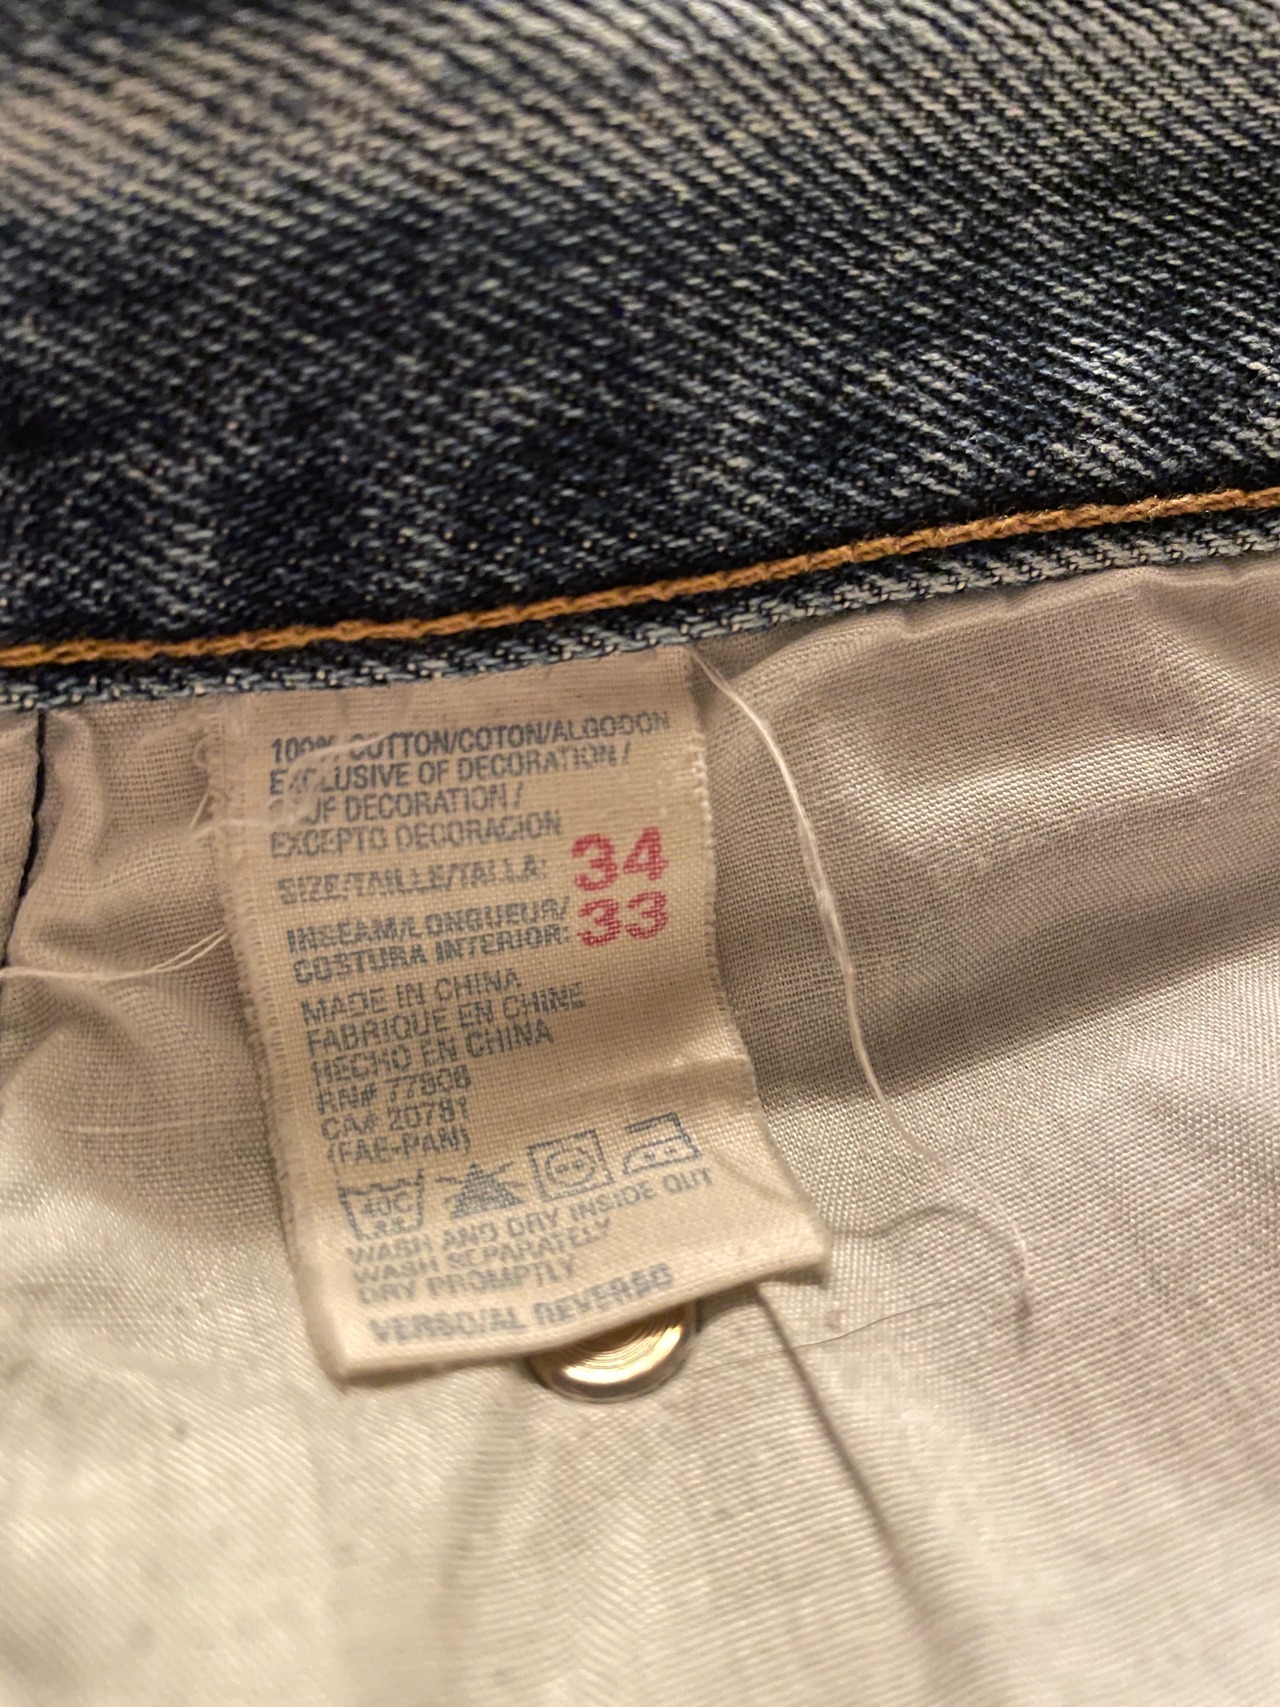 100% COTTON/COTON/ALGODON
EXCLUSIVE OF DECORATION/
SAUF DECORATION/
EXCEPTO DECORACION
SIZE/TAILLE/TALLA: 34
INSEAM/LONGUEUR/
COSTURA INTERIOR: 33
MADE IN CHINA
FABRIQUE EN CHINE
HECHO EN CHINA
RN# 77808
CA# 20781
(FAE-PAN)
40C
WASH AND DRY INSIDE OUT
WASH SEPARATELY
DRY PROMPTLY
VERSO/AL REVERSO